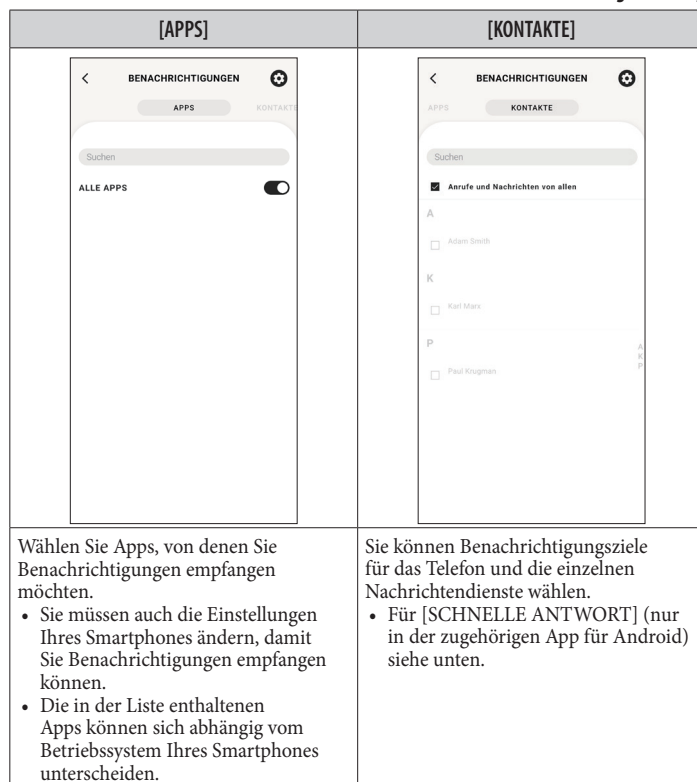 [APPS]
[KONTAKTE]
BENACHRICHTIGUNGEN
APPS
KONTAKTE
Suchen
ALLE APPS
BENACHRICHTIGUNGEN
APPS
KONTAKTE
Suchen
Anrufe und Nachrichten von allen
A
Adam Smith
K
Karl Marx
P
Paul Krugman
A
K
P
Wählen Sie Apps, von denen Sie
Benachrichtigungen empfangen
möchten.
• Sie müssen auch die Einstellungen
Ihres Smartphones ändern, damit
Sie Benachrichtigungen empfangen
können.
• Die in der Liste enthaltenen
Apps können sich abhängig vom
Betriebssystem Ihres Smartphones
unterscheiden.
Sie können Benachrichtigungsziele
für das Telefon und die einzelnen
Nachrichtendienste wählen.
• Für [SCHNELLE ANTWORT] (nur
in der zugehörigen App für Android)
siehe unten.